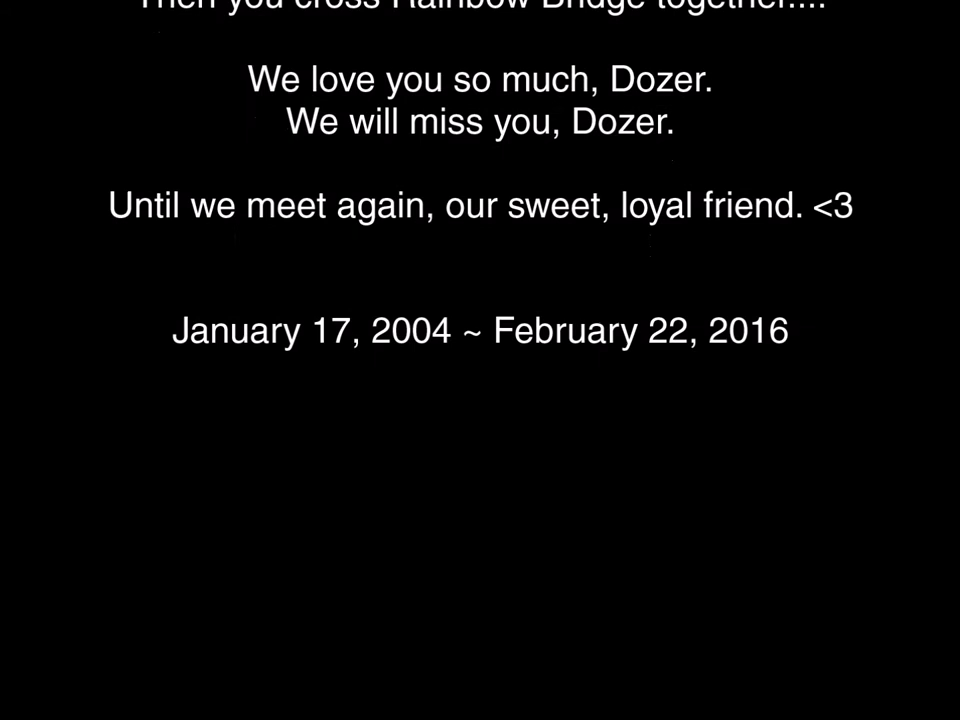 Then you cross Rainbow Bridge together....
We love you so much, Dozer.
We will miss you, Dozer.
Until we meet again, our sweet, loyal friend. <3
January 17, 2004 ~ February 22, 2016